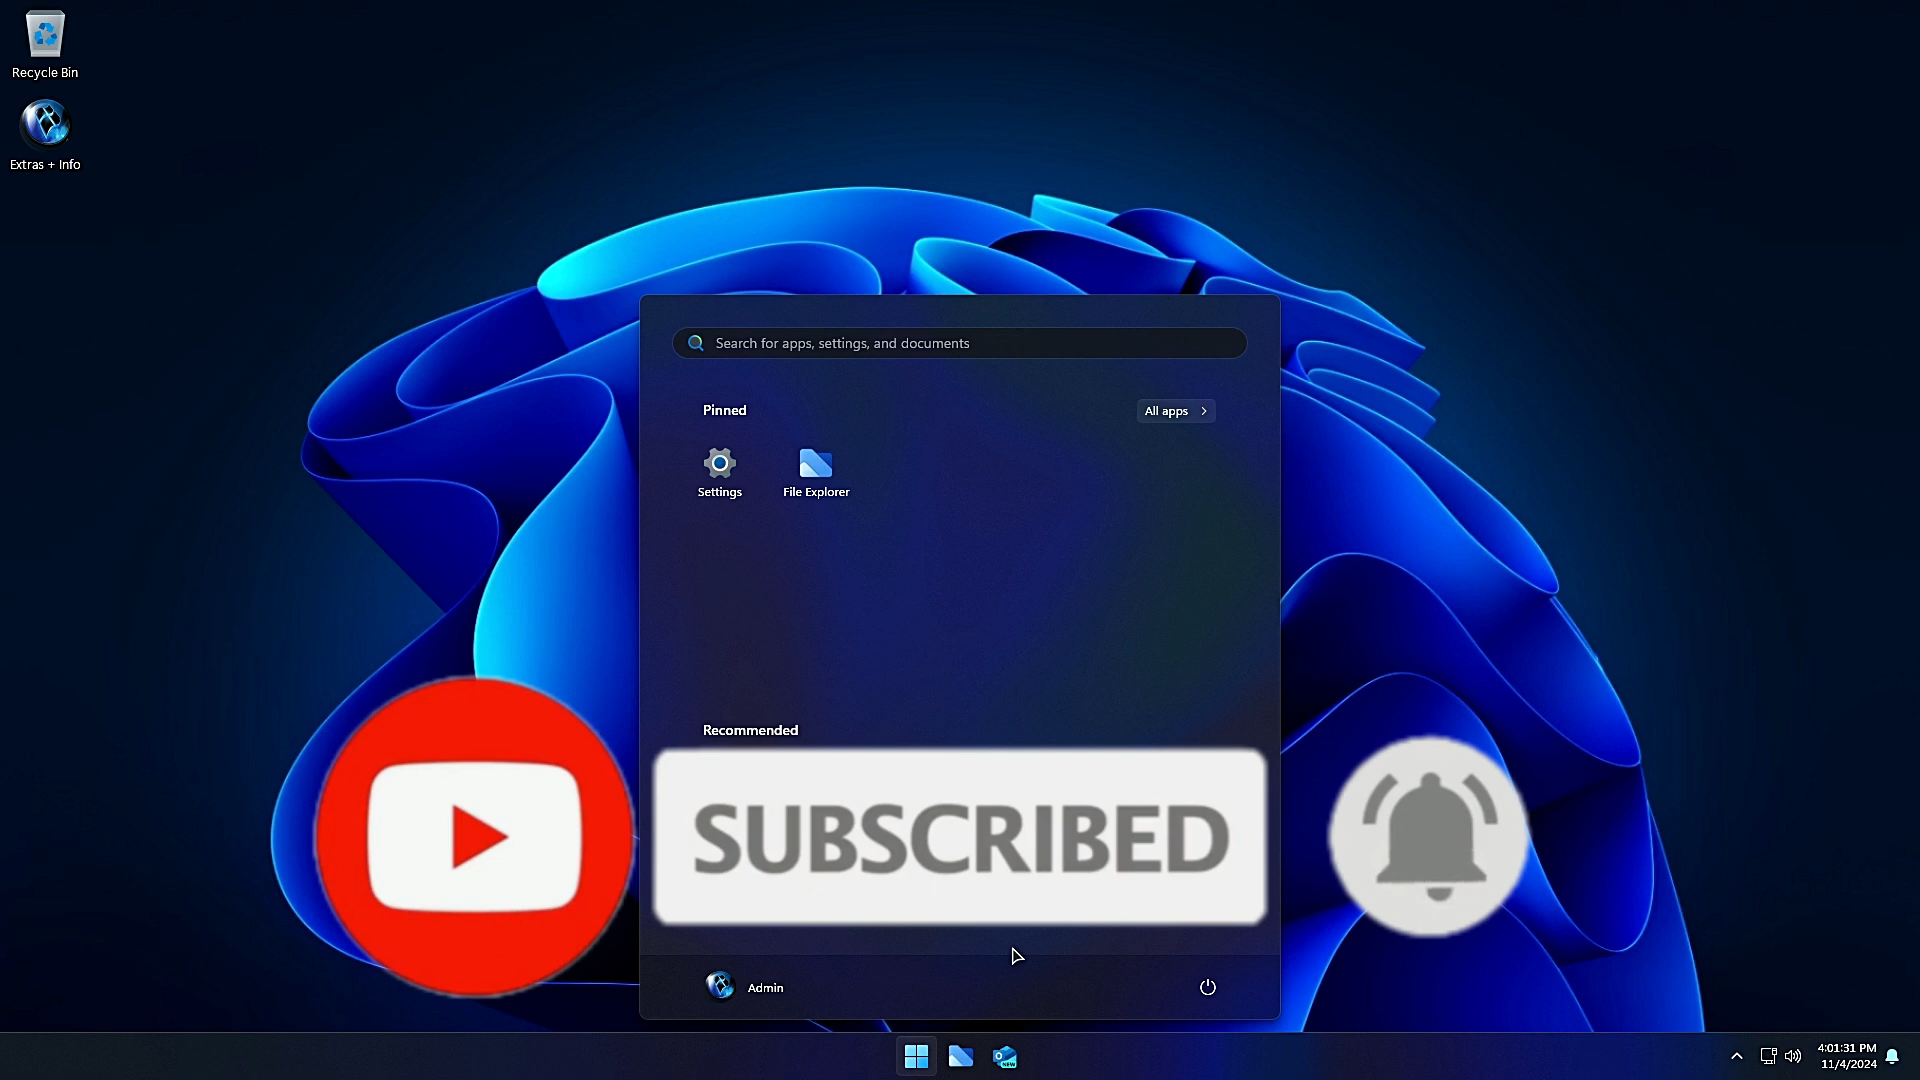 Recycle Bin
Extras + Info
Search for apps, settings, and documents
Pinned
All apps
Settings
File Explorer
Recommended
SUBSCRIBED
Admin
NEW
4:01:31 PM
11/4/2024